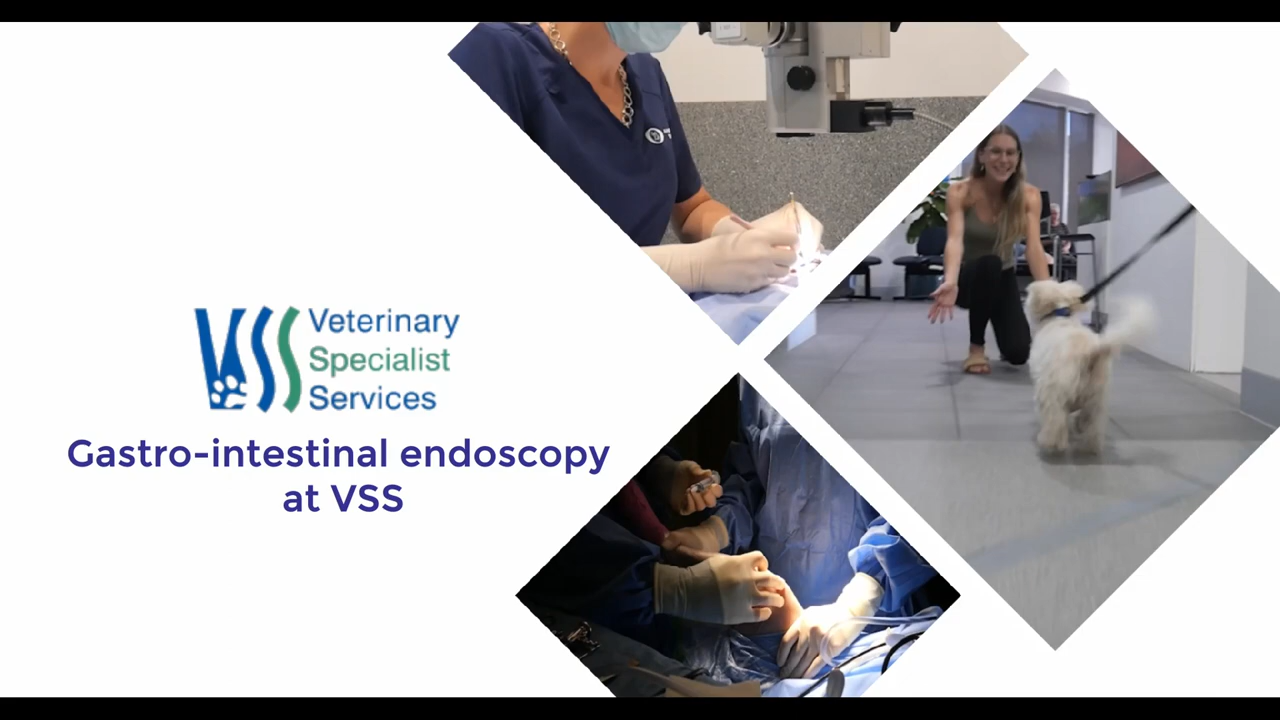 VSS
Veterinary
Specialist
Services
Gastro-intestinal endoscopy
at VSS